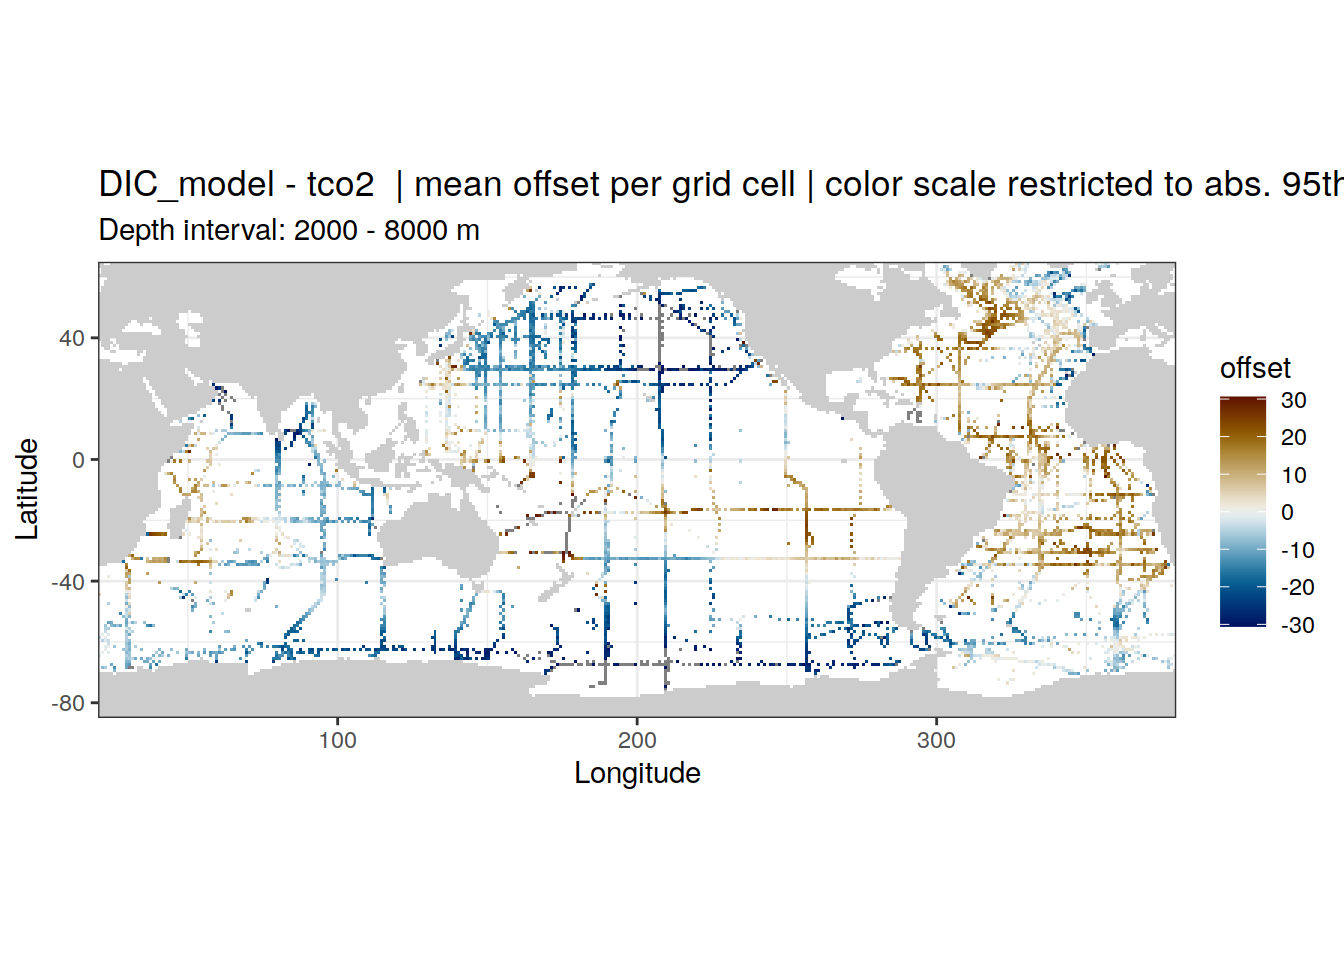 DIC_model - tco2 | mean offset per grid cell | color scale restricted to abs. 95th
Depth interval: 2000 - 8000 m
offset
30
20
10
0
-10
-20
-30
Latitude
40
0
-40
-80
100
200
300
Longitude